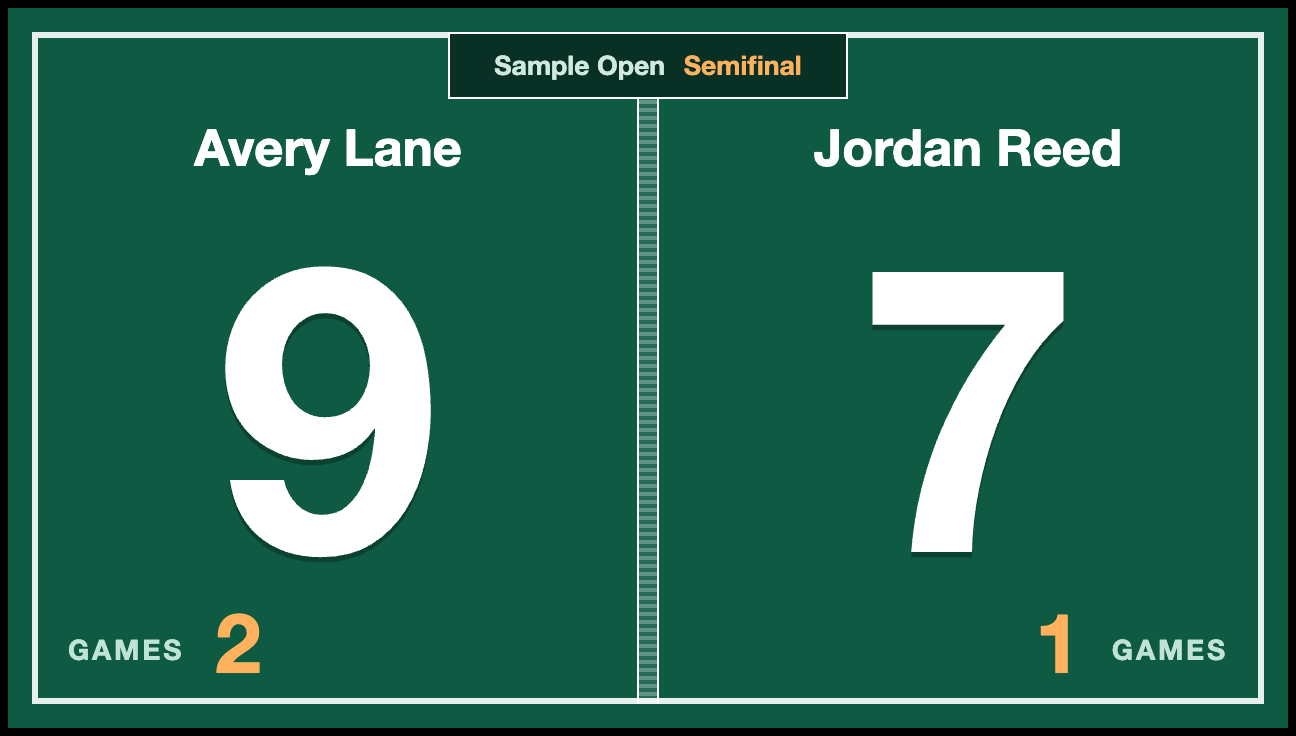 Sample Open Semifinal
Avery Lane
Jordan Reed
9
7
GAMES 2
1 GAMES